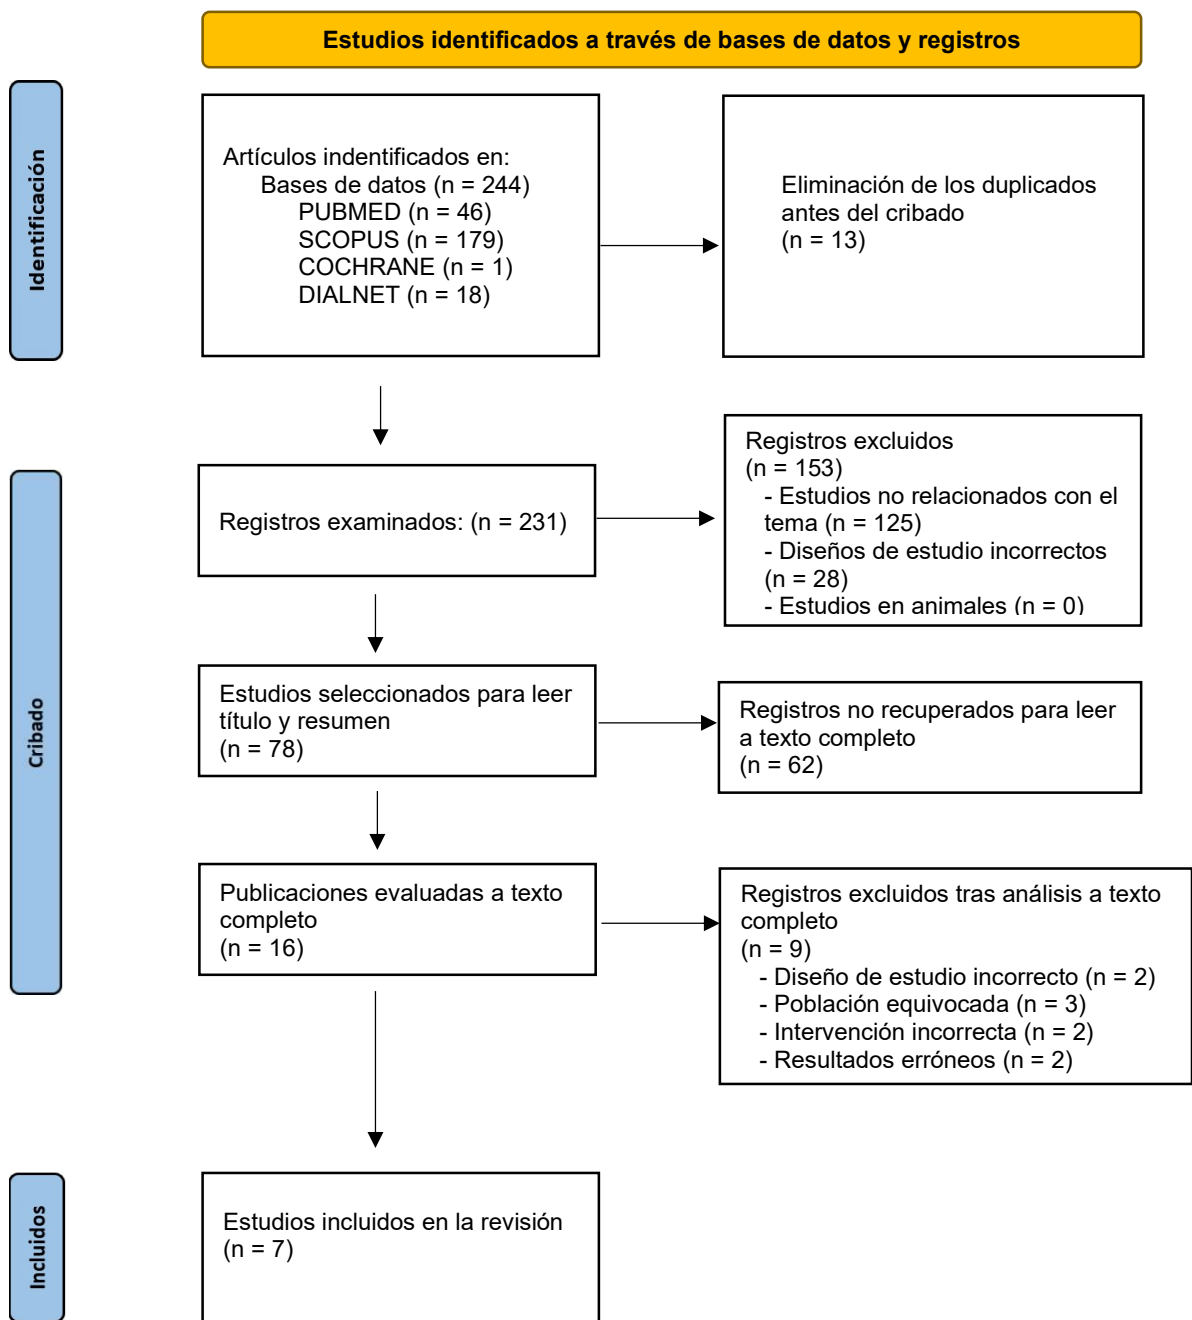 Estudios identificados a través de bases de datos y registros
Identificación
Artículos indentificados en:
Bases de datos (n = 244)
PUBMED (n = 46)
SCOPUS (n = 179)
COCHRANE (n = 1)
DIALNET (n = 18)
Eliminación de los duplicados
antes del cribado
(n = 13)
Cribado
Registros examinados: (n = 231)
Registros excluidos
(n = 153)
- Estudios no relacionados con el
tema (n = 125)
- Diseños de estudio incorrectos
(n = 28)
- Estudios en animales (n = 0)
Estudios seleccionados para leer
título y resumen
(n = 78)
Registros no recuperados para leer
a texto completo
(n = 62)
Publicaciones evaluadas a texto
completo
(n = 16)
Registros excluidos tras análisis a texto
completo
(n = 9)
- Diseño de estudio incorrecto (n = 2)
- Población equivocada (n = 3)
- Intervención incorrecta (n = 2)
- Resultados erróneos (n = 2)
Incluidos
Estudios incluidos en la revisión
(n = 7)